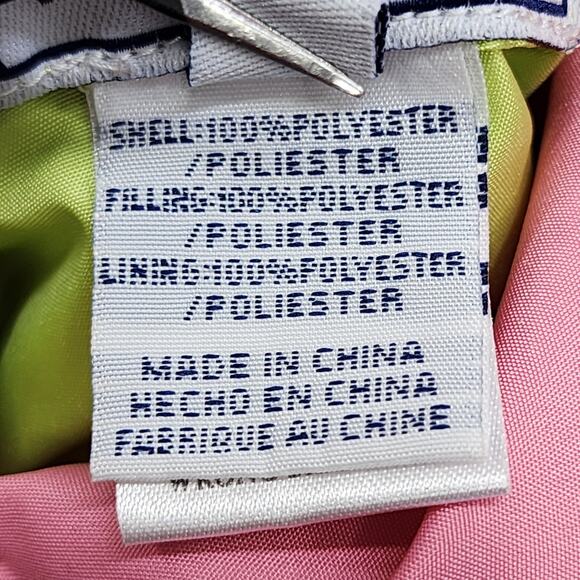 SHELL:100%POLYESTER
/POLIESTER
FILLING:100%POLYESTER
/POLIESTER
LINING:100%POLYESTER
/POLIESTER
MADE IN CHINA
HECHO EN CHINA
FABRIQUE AU CHINE